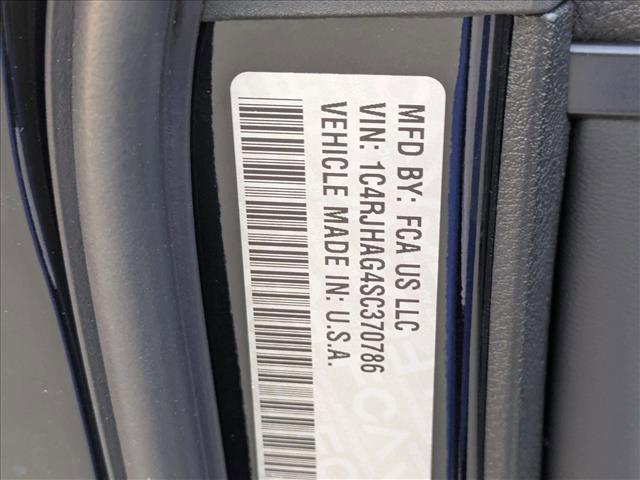 MFD BY: FCA US LLC
VIN: 1C4RJHAG4SC370786
VEHICLE MADE IN: U.S.A.